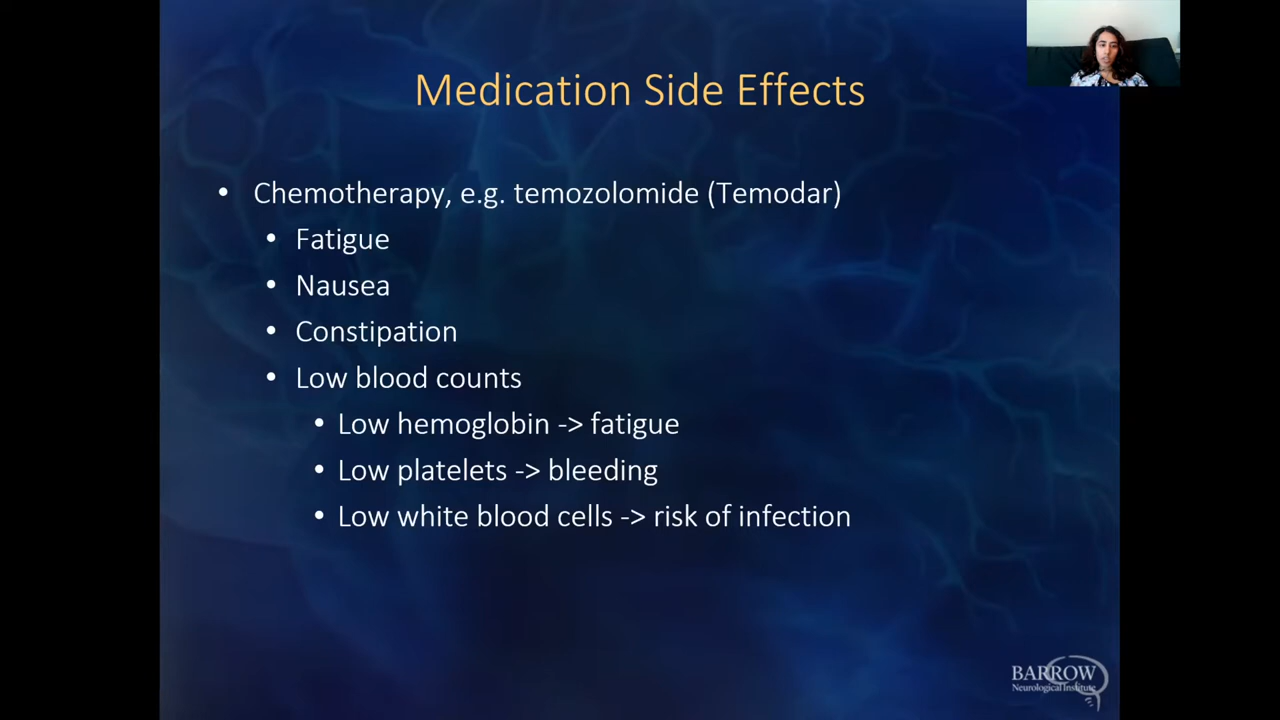 Medication Side Effects
• Chemotherapy, e.g. temozolomide (Temodar)
• Fatigue
• Nausea
• Constipation
• Low blood counts
• Low hemoglobin -> fatigue
• Low platelets -> bleeding
• Low white blood cells -> risk of infection
BARROW
Neurological Institute